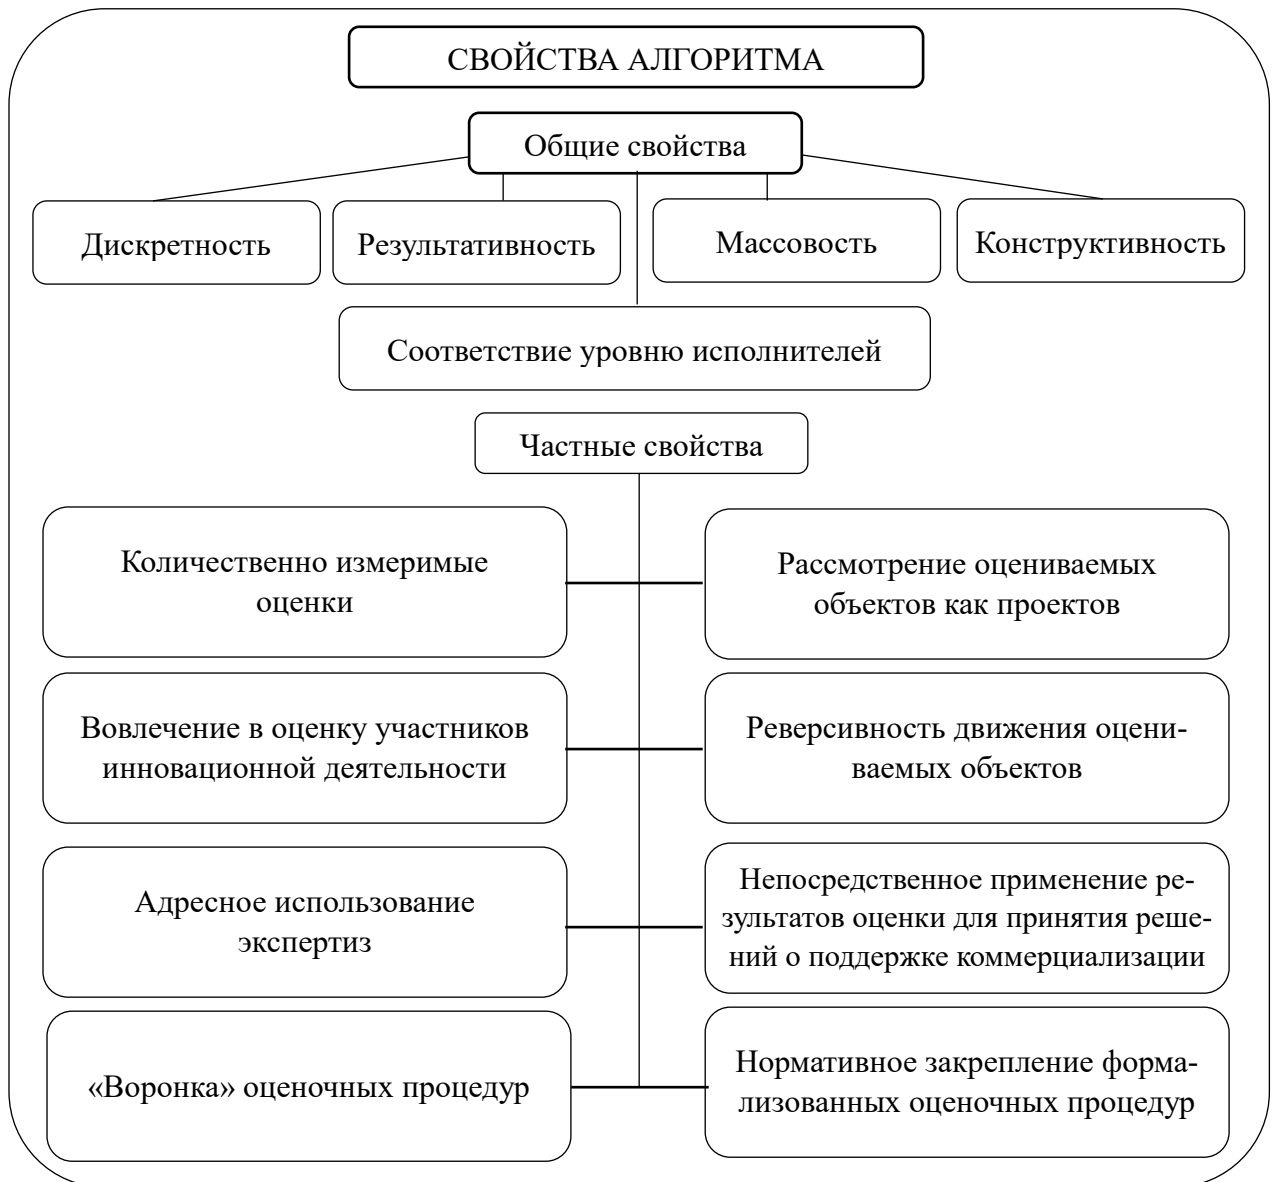 СВОЙСТВА АЛГОРИТМА
Общие свойства
Дискретность
Результативность
Массовость
Конструктивность
Соответствие уровню исполнителей
Частные свойства
Количественно измеримые
оценки
Рассмотрение оцениваемых
объектов как проектов
Вовлечение в оценку участников
инновационной деятельности
Реверсивность движения оцени-
ваемых объектов
Адресное использование
экспертиз
Непосредственное применение ре-
зультатов оценки для принятия реше-
ний о поддержке коммерциализации
«Воронка» оценочных процедур
Нормативное закрепление форма-
лизованных оценочных процедур